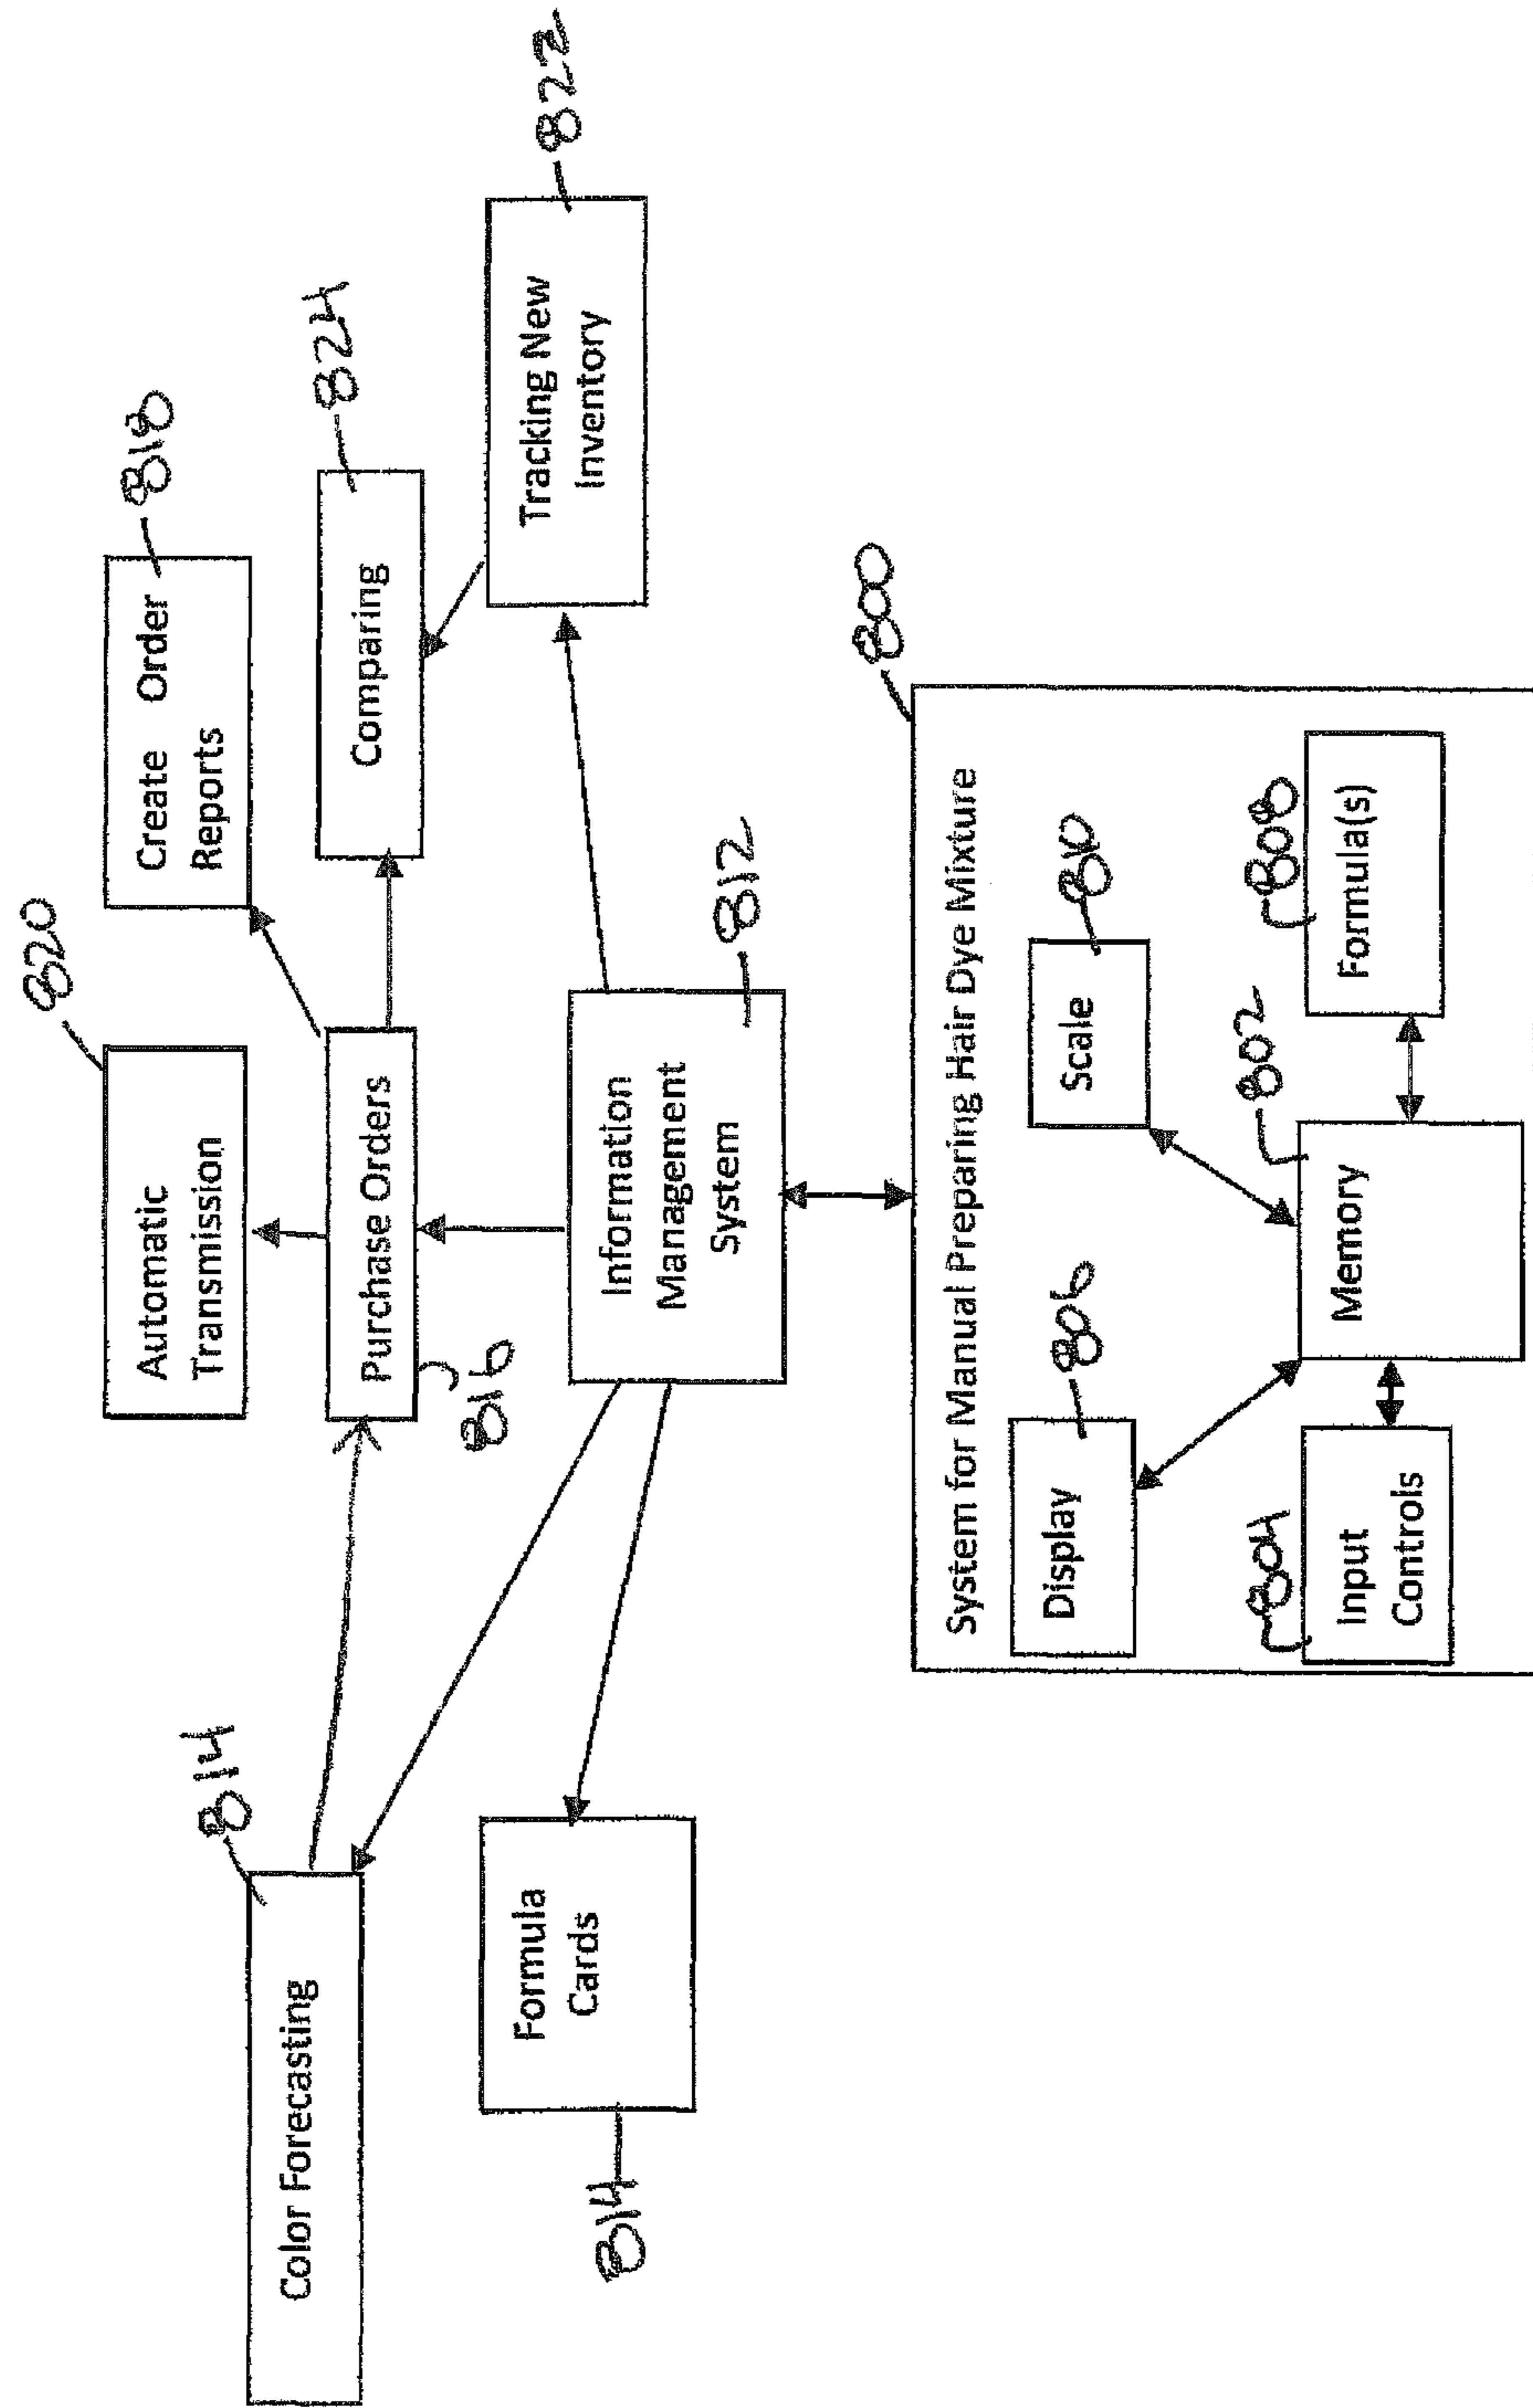 820
Automatic
Transmission
818
Create Order
Reports
814
Color Forecasting
Purchase Orders
816
824
Comparing
814
Formula
Cards
Information
Management
System
812
Tracking New
Inventory
822
800
System for Manual Preparing Hair Dye Mixture
Display
806
Scale
810
804
Input
Controls
802
Memory
808
Formula(s)